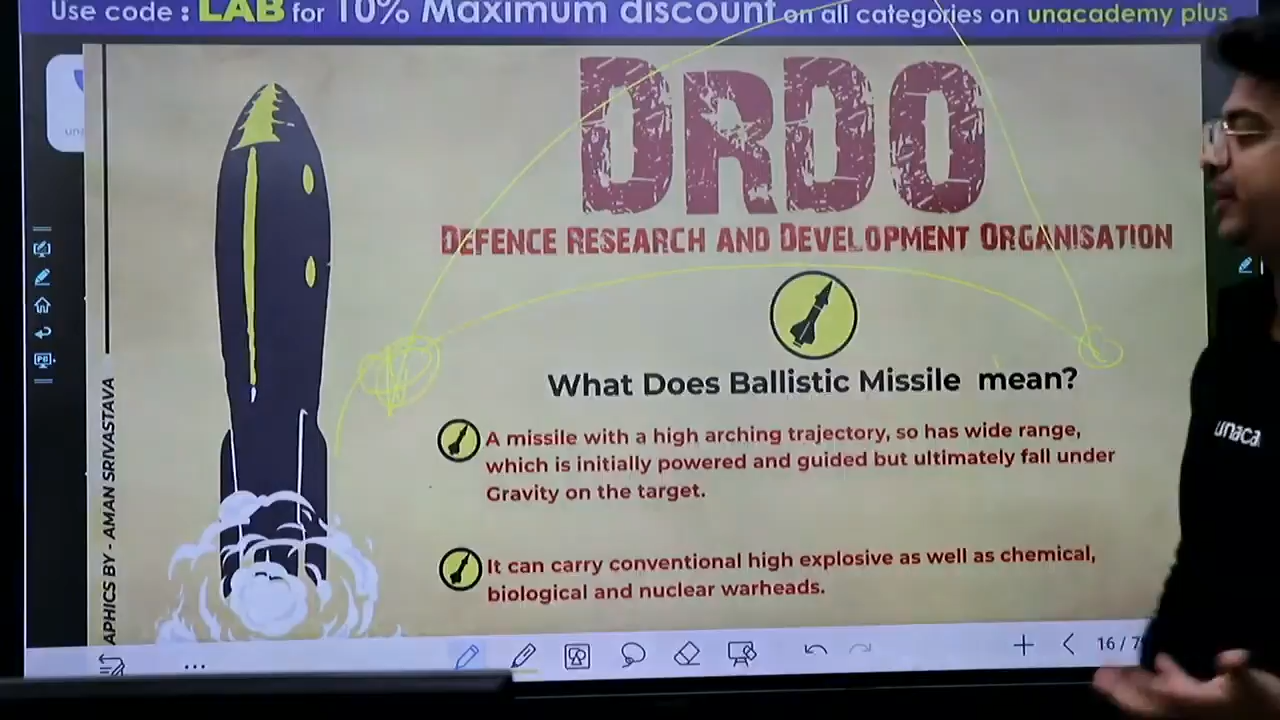 Use code : LAB for 10% Maximum discount on all categories on unacademy plus
DRDO
DEFENCE RESEARCH AND DEVELOPMENT ORGANISATION
What Does Ballistic Missile mean?
A missile with a high arching trajectory, so has wide range,
which is initially powered and guided but ultimately fall under
Gravity on the target.
It can carry conventional high explosive as well as chemical,
biological and nuclear warheads.
APHICS BY - AMAN SRIVASTAVA
unaca
16 / 7